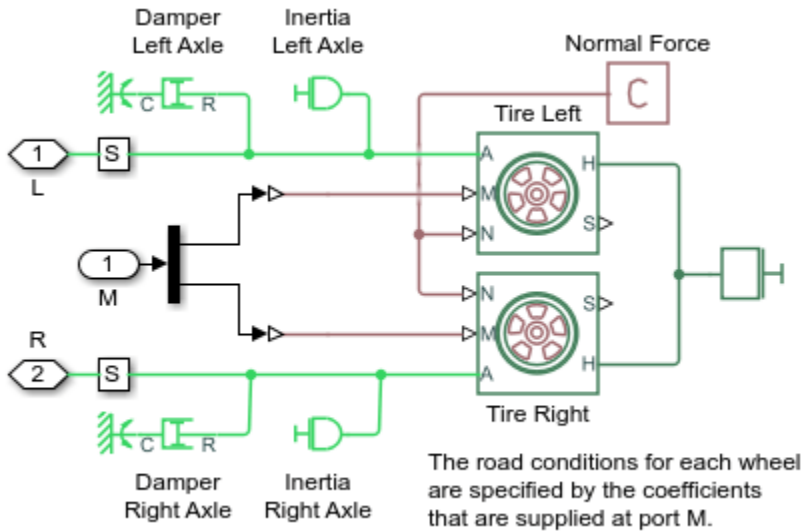 Damper
Left Axle
Inertia
Left Axle
Normal Force
C
C R
Tire Left
1
L
S
A
H
M
N
S
1
M
N
S
M
H
A
R
2
S
Tire Right
C R
Damper
Right Axle
Inertia
Right Axle
The road conditions for each wheel
are specified by the coefficients
that are supplied at port M.